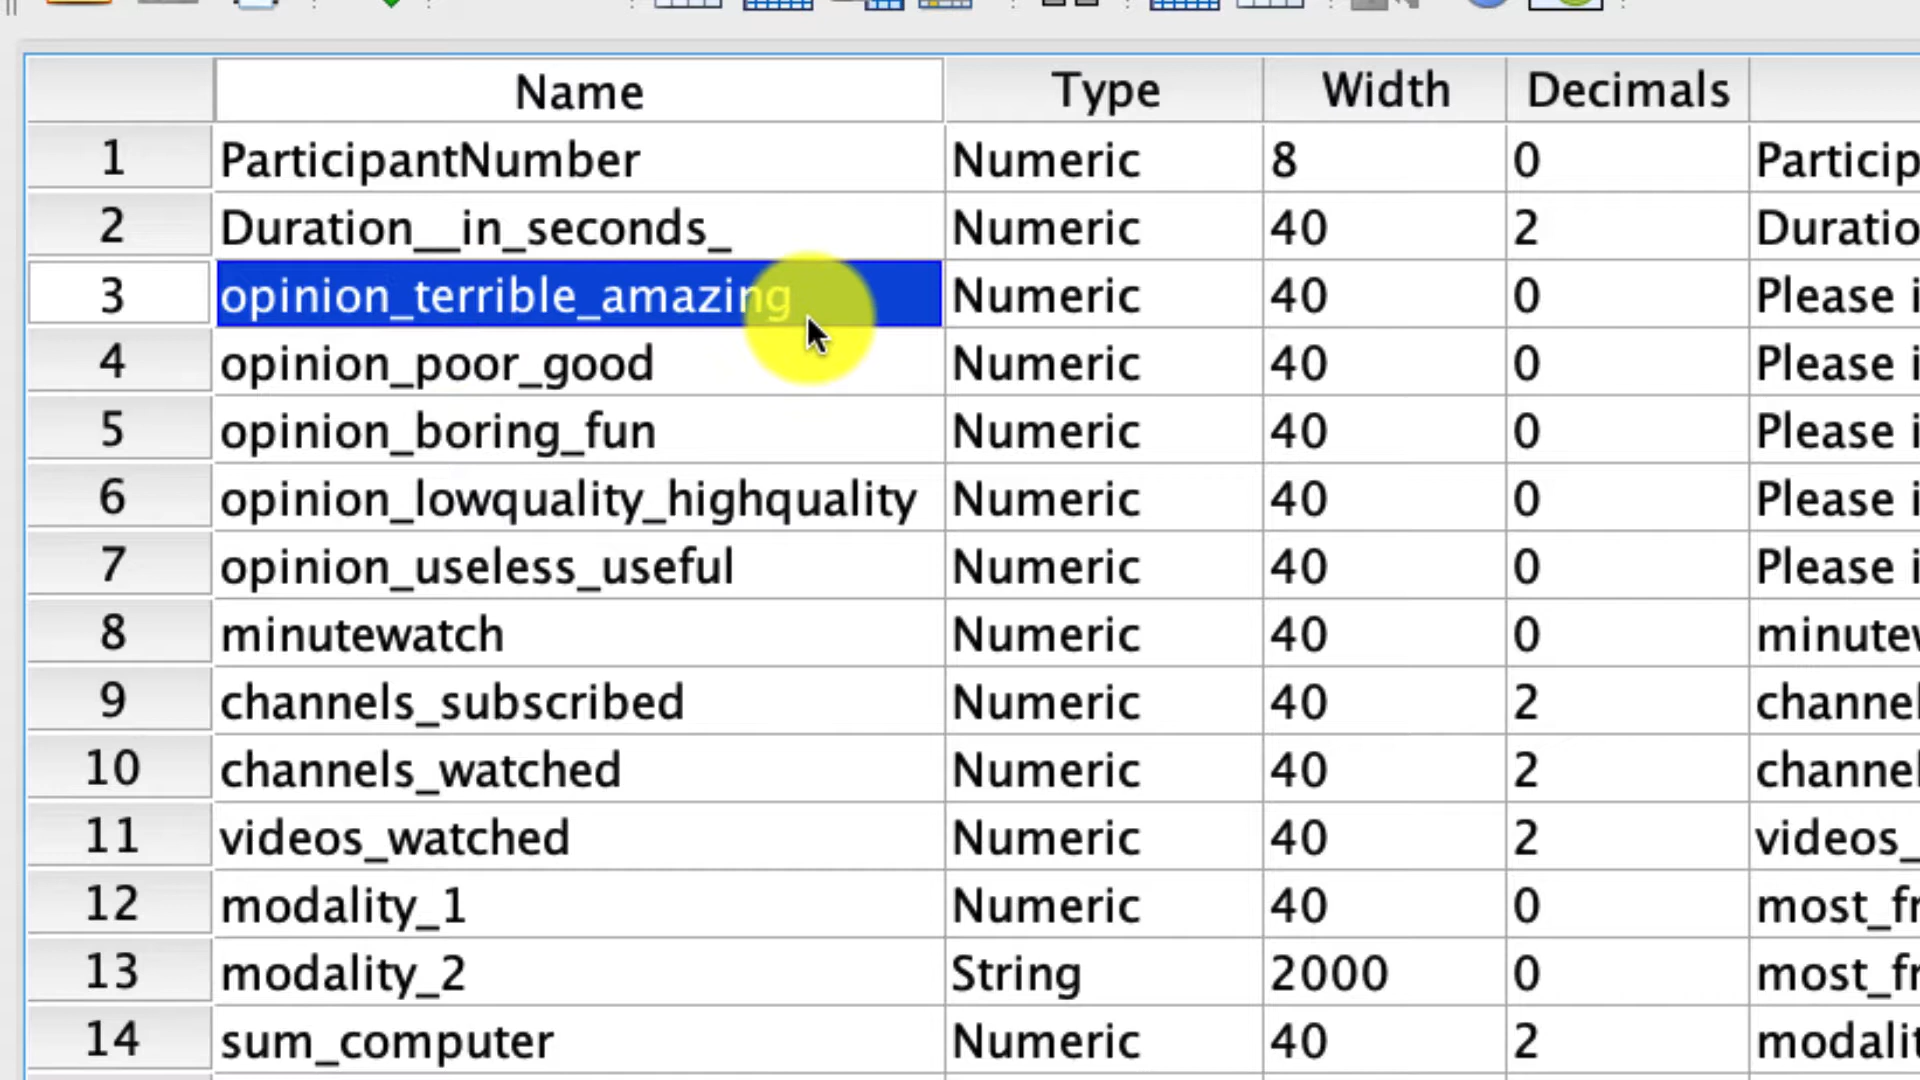 Name Type Width Decimals
1 ParticipantNumber Numeric 8 0 Particip
2 Duration__in_seconds_ Numeric 40 2 Duratio
3 opinion_terrible_amazing Numeric 40 0 Please i
4 opinion_poor_good Numeric 40 0 Please i
5 opinion_boring_fun Numeric 40 0 Please i
6 opinion_lowquality_highquality Numeric 40 0 Please i
7 opinion_useless_useful Numeric 40 0 Please i
8 minutewatch Numeric 40 0 minutew
9 channels_subscribed Numeric 40 2 channel
10 channels_watched Numeric 40 2 channel
11 videos_watched Numeric 40 2 videos_
12 modality_1 Numeric 40 0 most_fr
13 modality_2 String 2000 0 most_fr
14 sum_computer Numeric 40 2 modalit